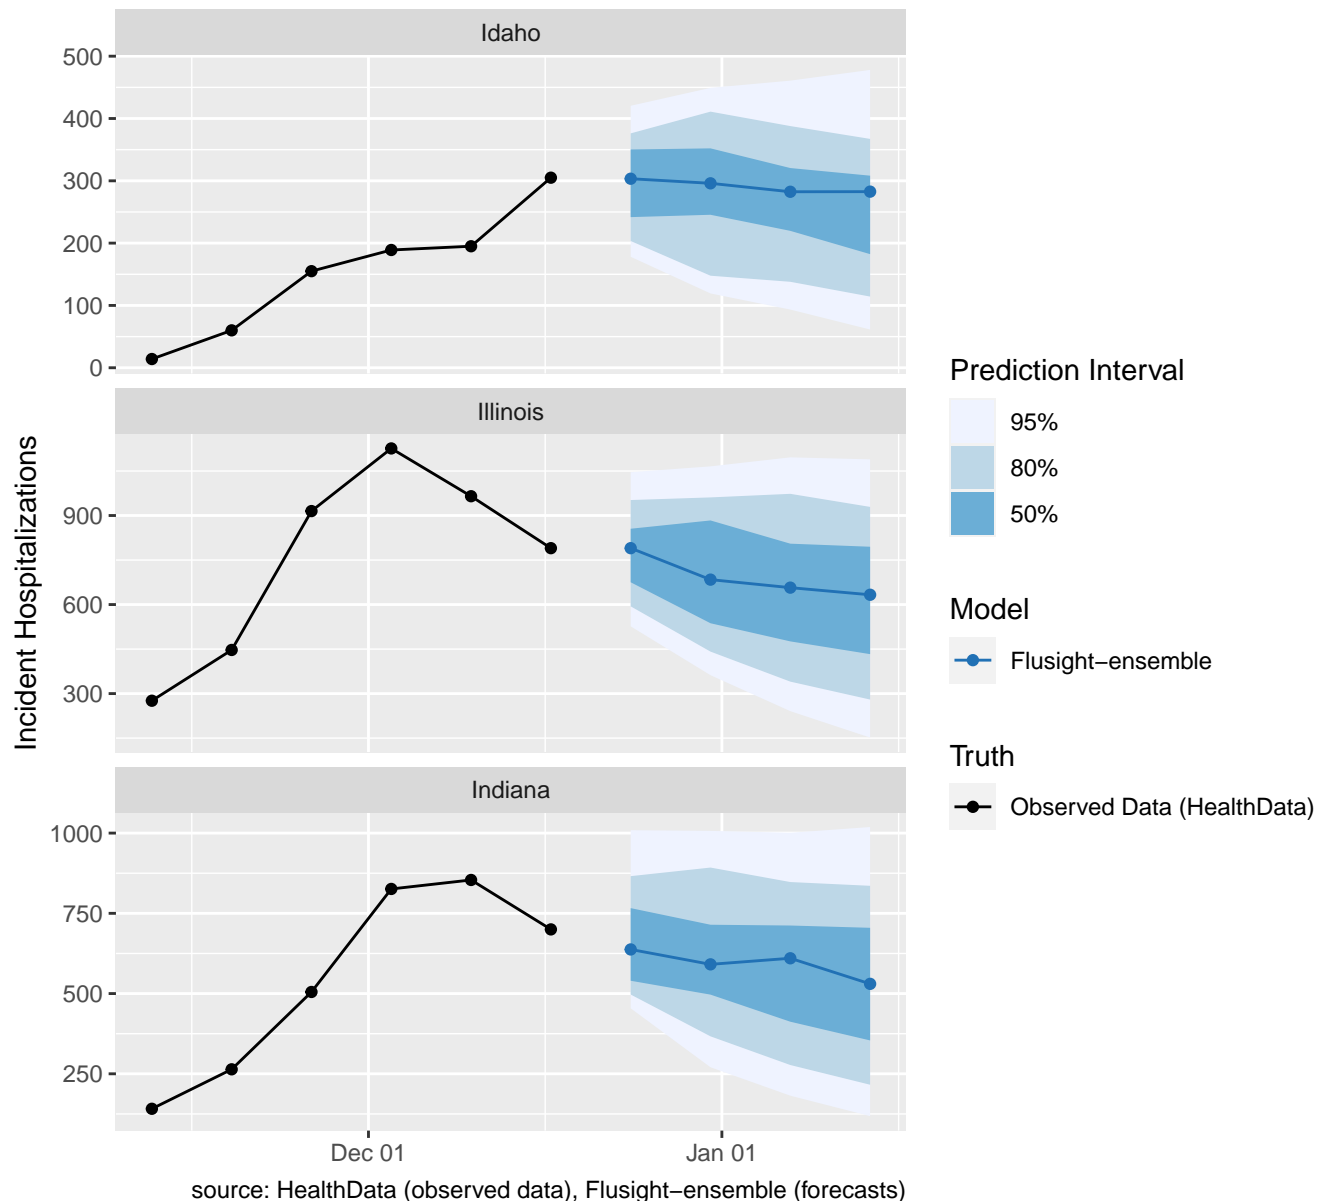 Idaho
500
400
300
200
100
0
Illinois
900
600
300
Indiana
1000
750
500
250
Dec 01
Jan 01
Incident Hospitalizations
source: HealthData (observed data), Flusight−ensemble (forecasts)
Prediction Interval
95%
80%
50%
Model
Flusight−ensemble
Truth
Observed Data (HealthData)